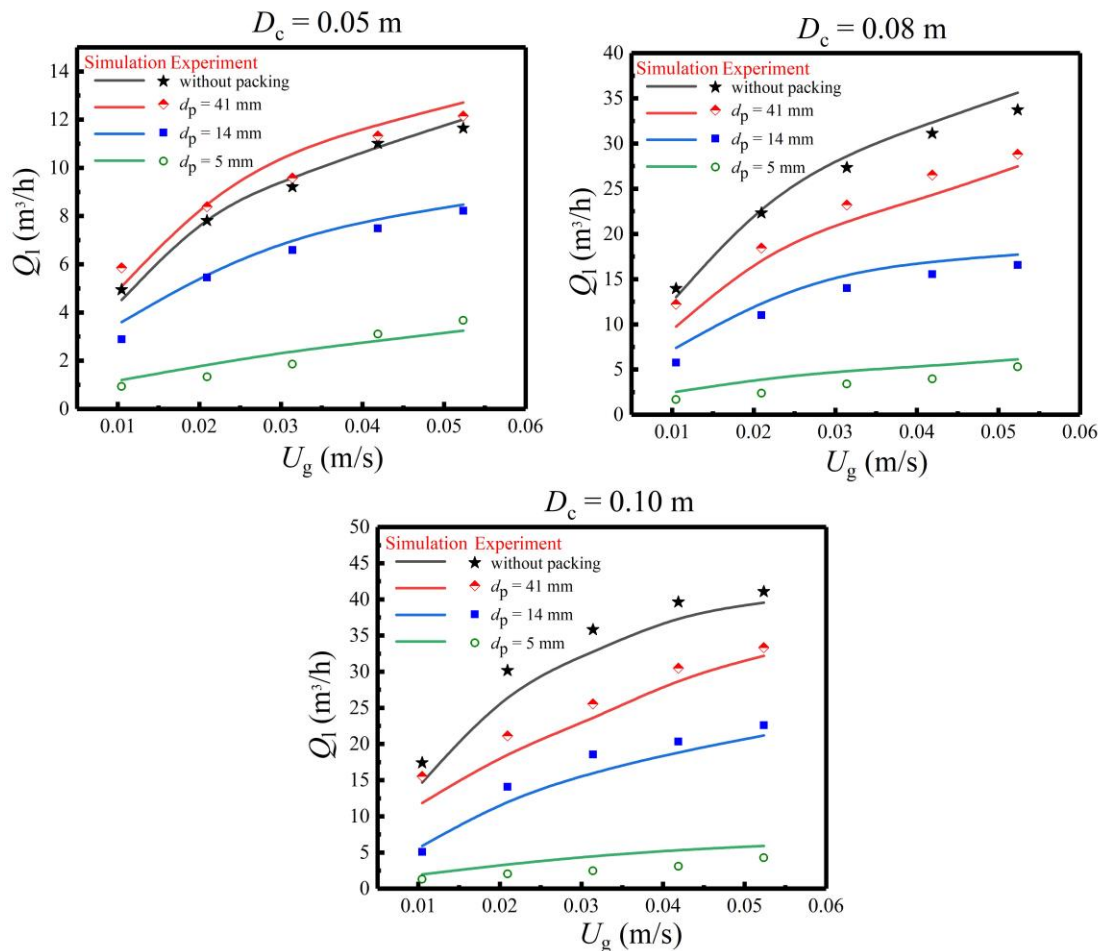 D_c = 0.05 m
Simulation Experiment
without packing
d_p = 41 mm
d_p = 14 mm
d_p = 5 mm
14
12
10
8
6
4
2
0
Q_l (m³/h)
0.01 0.02 0.03 0.04 0.05 0.06
U_g (m/s)
D_c = 0.08 m
Simulation Experiment
without packing
d_p = 41 mm
d_p = 14 mm
d_p = 5 mm
40
35
30
25
20
15
10
5
0
Q_l (m³/h)
0.01 0.02 0.03 0.04 0.05 0.06
U_g (m/s)
D_c = 0.10 m
Simulation Experiment
without packing
d_p = 41 mm
d_p = 14 mm
d_p = 5 mm
50
45
40
35
30
25
20
15
10
5
0
Q_l (m³/h)
0.01 0.02 0.03 0.04 0.05 0.06
U_g (m/s)